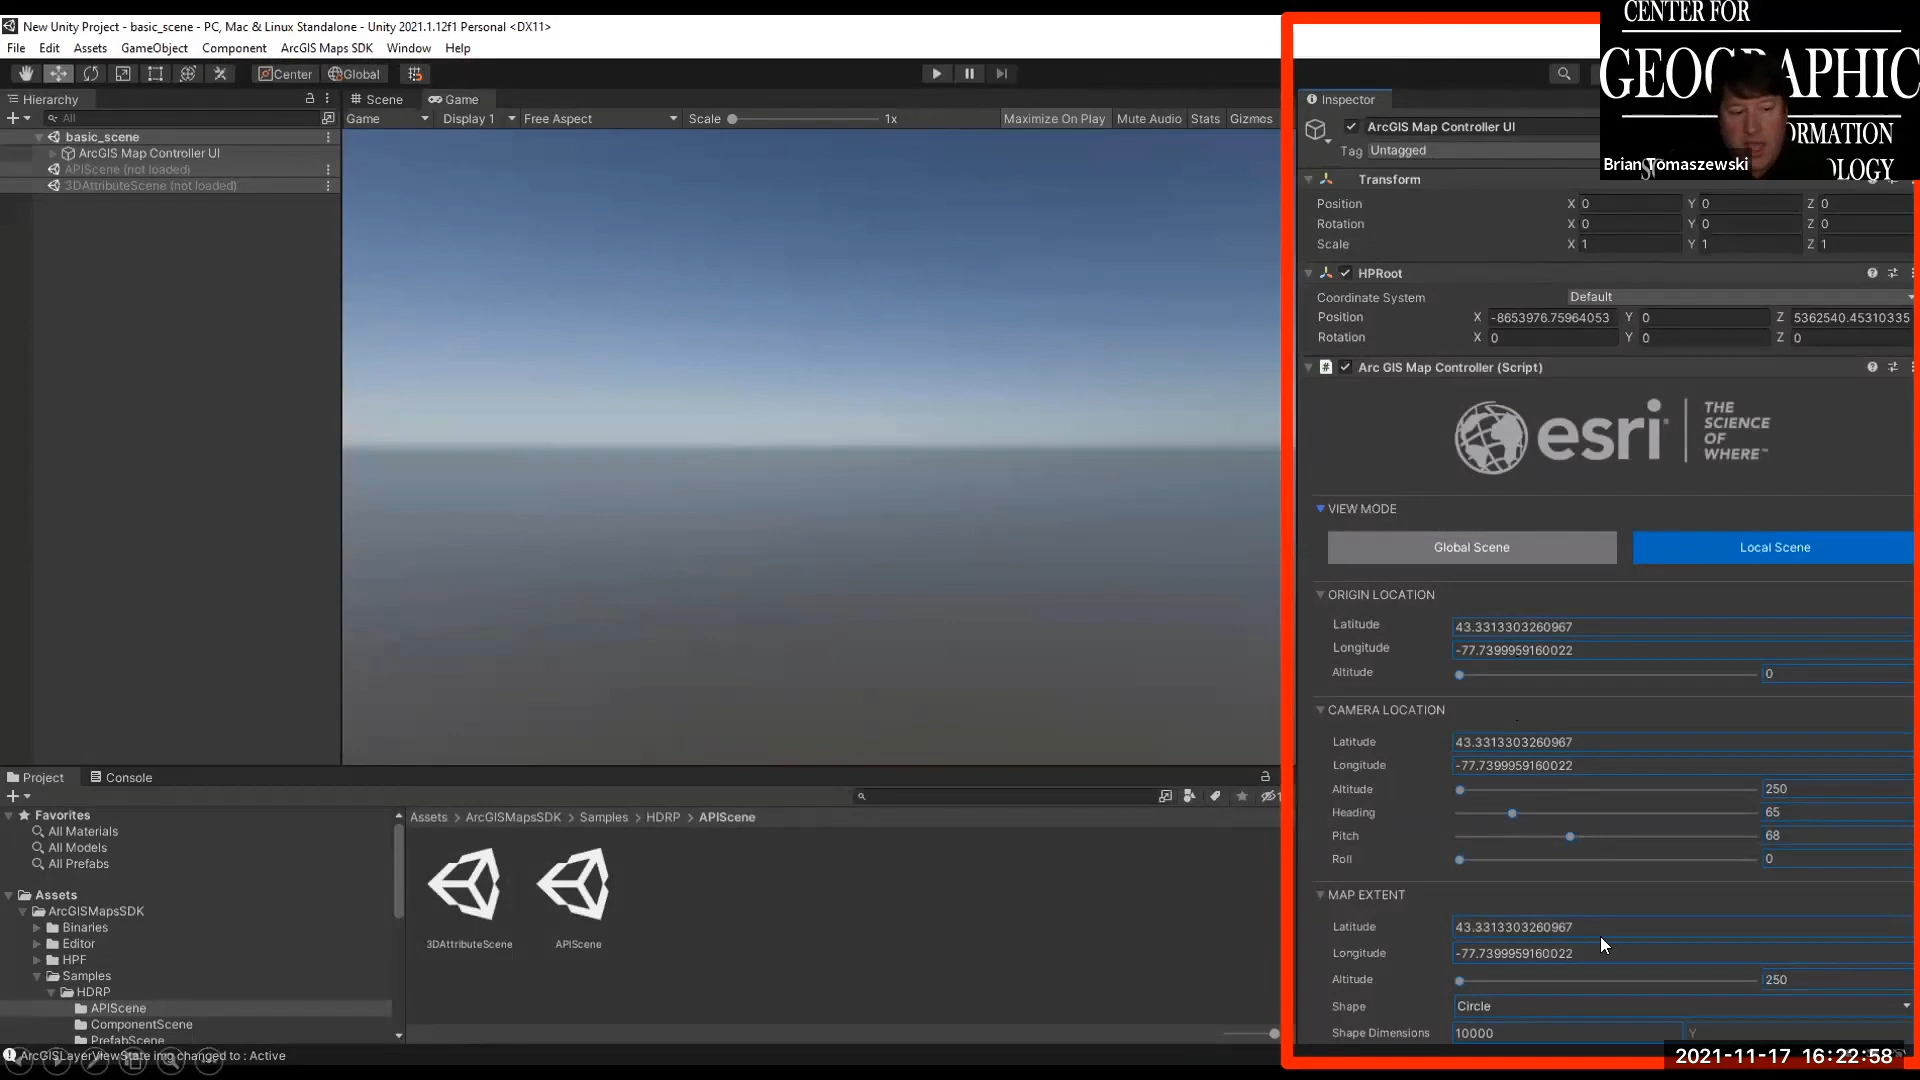 New Unity Project - basic_scene - PC, Mac & Linux Standalone - Unity 2021.1.12f1 Personal <DX11>
File Edit Assets GameObject Component ArcGIS Maps SDK Window Help
Center Global
Hierarchy
All
basic_scene
ArcGIS Map Controller UI
APIScene (not loaded)
3DAttributeScene (not loaded)
Scene Game
Game Display 1 Free Aspect Scale 1x Maximize On Play Mute Audio Stats Gizmos
Project Console
Favorites
All Materials
All Models
All Prefabs
Assets
ArcGISMapsSDK
Binaries
Editor
HPF
Samples
HDRP
APIScene
ComponentScene
PrefabScene
Assets > ArcGISMapsSDK > Samples > HDRP > APIScene
3DAttributeScene APIScene
ArcGISLayerViewState img changed to : Active
Inspector
ArcGIS Map Controller UI
Tag Untagged
Transform
Position X 0 Y 0 Z 0
Rotation X 0 Y 0 Z 0
Scale X 1 Y 1 Z 1
HPRoot
Coordinate System Default
Position X -8653976.75964053 Y 0 Z 5362540.45310335
Rotation X 0 Y 0 Z 0
# Arc GIS Map Controller (Script)
esri THE SCIENCE OF WHERE™
VIEW MODE
Global Scene Local Scene
ORIGIN LOCATION
Latitude 43.3313303260967
Longitude -77.7399959160022
Altitude 0
CAMERA LOCATION
Latitude 43.3313303260967
Longitude -77.7399959160022
Altitude 250
Heading 65
Pitch 68
Roll 0
MAP EXTENT
Latitude 43.3313303260967
Longitude -77.7399959160022
Altitude 250
Shape Circle
Shape Dimensions 10000 Y
CENTER FOR
Brian Tomaszewski
2021-11-17 16:22:58